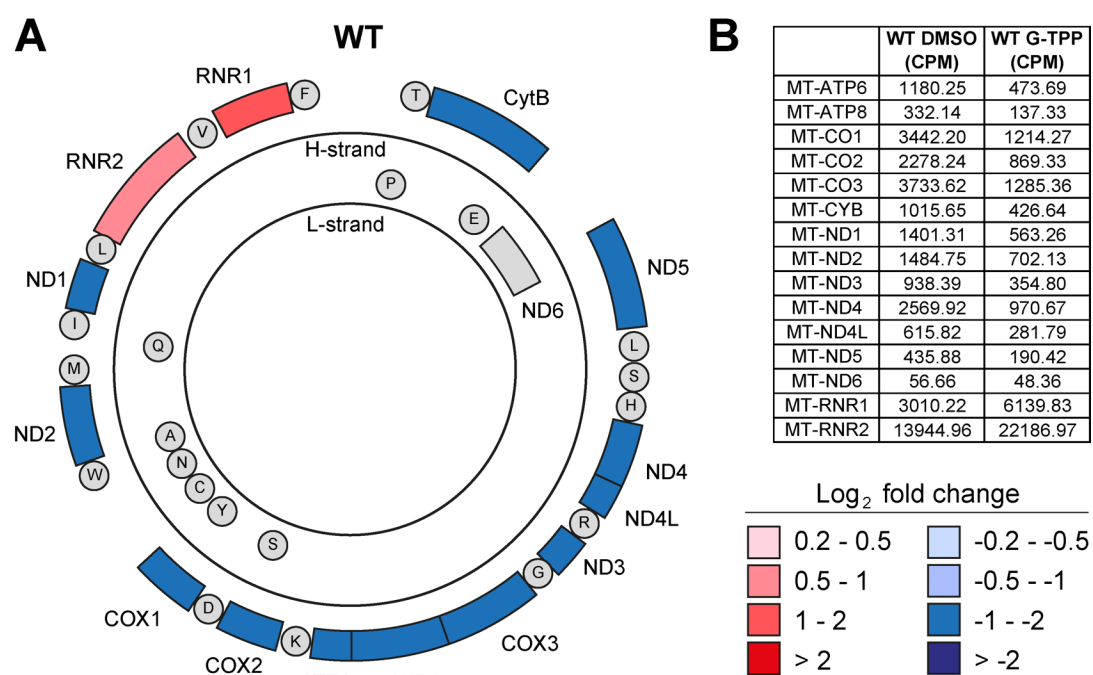 A
WT
RNR1
F
T
CytB
V
H-strand
RNR2
P
E
L-strand
L
ND1
ND5
ND6
I
Q
L
M
S
H
A
ND2
N
ND4
W
C
Y
R
ND4L
S
G
ND3
COX1
D
K
COX3
COX2
B
WT DMSO (CPM) WT G-TPP (CPM)
MT-ATP6 1180.25 473.69
MT-ATP8 332.14 137.33
MT-CO1 3442.20 1214.27
MT-CO2 2278.24 869.33
MT-CO3 3733.62 1285.36
MT-CYB 1015.65 426.64
MT-ND1 1401.31 563.26
MT-ND2 1484.75 702.13
MT-ND3 938.39 354.80
MT-ND4 2569.92 970.67
MT-ND4L 615.82 281.79
MT-ND5 435.88 190.42
MT-ND6 56.66 48.36
MT-RNR1 3010.22 6139.83
MT-RNR2 13944.96 22186.97
Log₂ fold change
0.2 - 0.5 -0.2 - -0.5
0.5 - 1 -0.5 - -1
1 - 2 -1 - -2
> 2 > -2